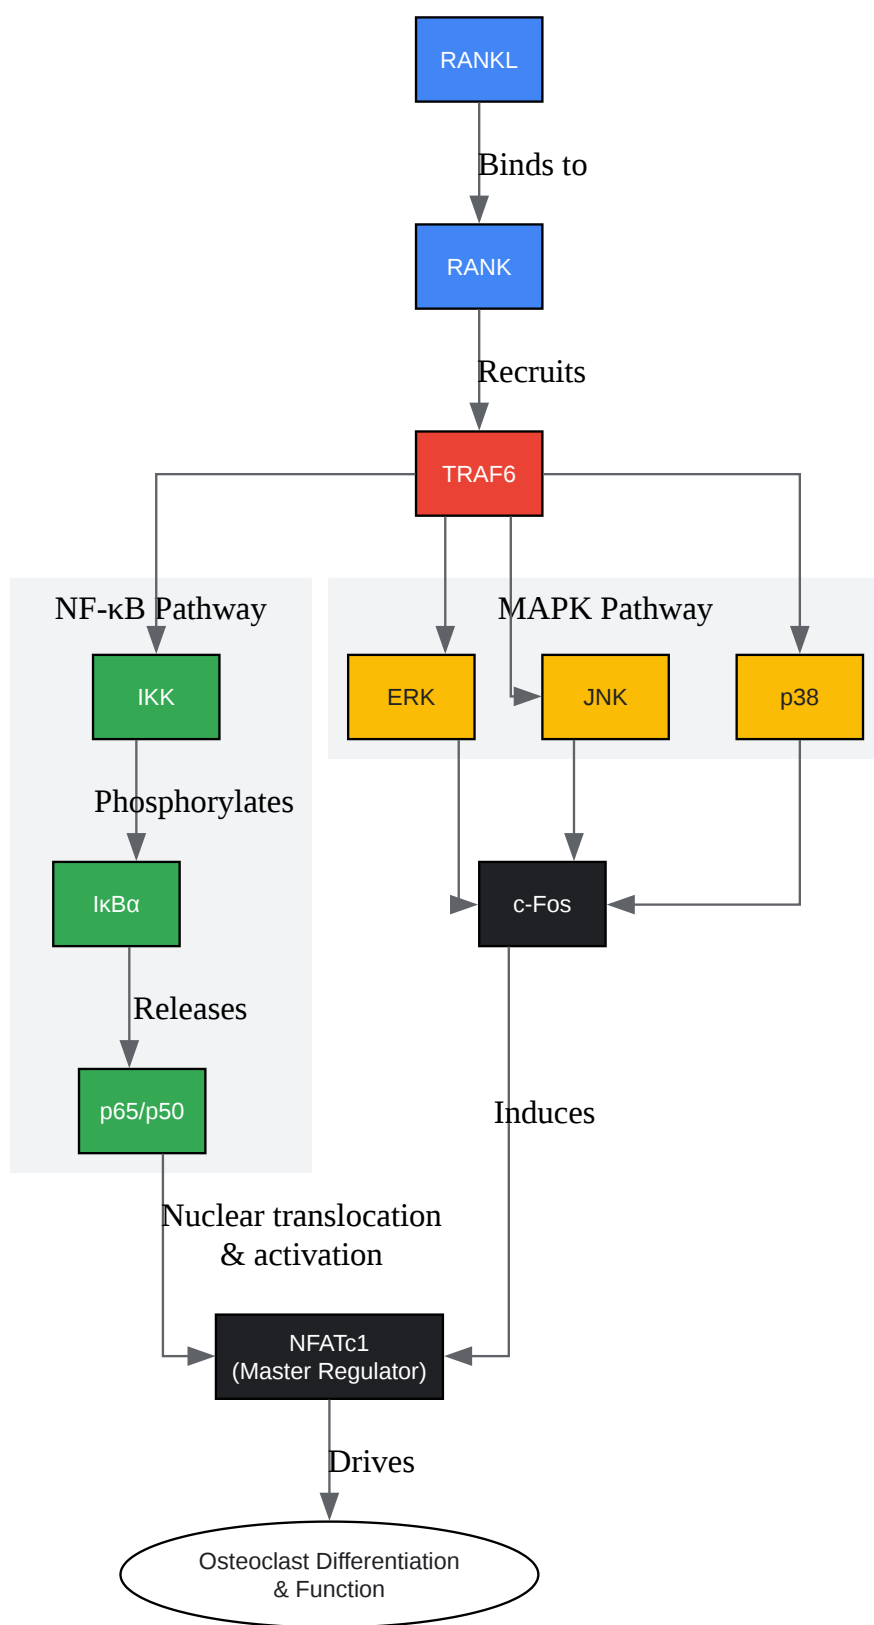 RANKL
Binds to
RANK
Recruits
TRAF6
NF-κB Pathway
MAPK Pathway
IKK
ERK
JNK
p38
Phosphorylates
IκBα
c-Fos
Releases
p65/p50
Induces
Nuclear translocation
& activation
NFATc1
(Master Regulator)
Drives
Osteoclast Differentiation
& Function